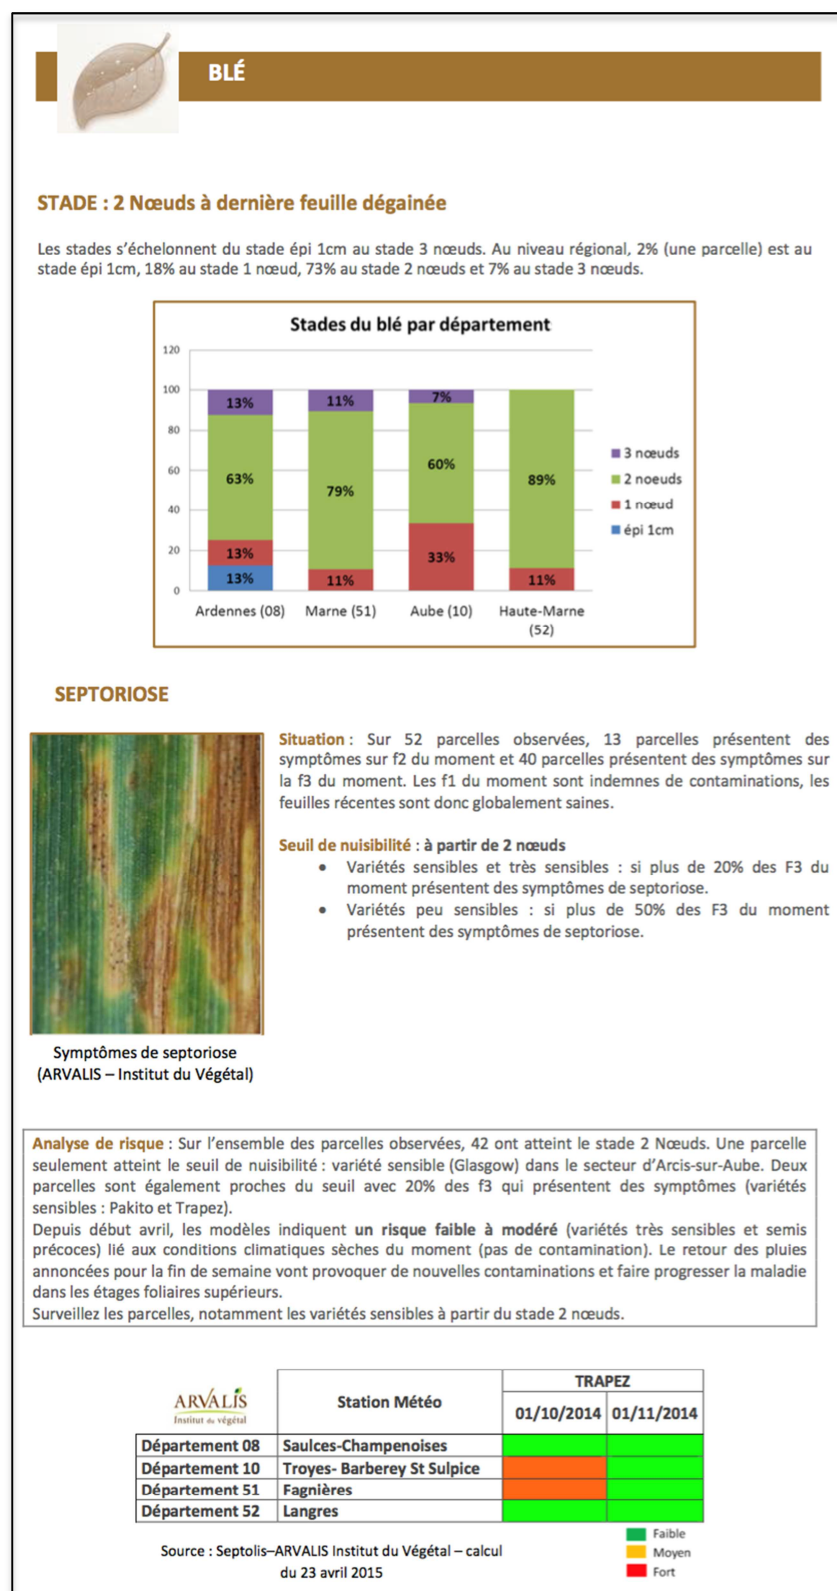 BLÉ
STADE : 2 Nœuds à dernière feuille dégainée
Les stades s'échelonnent du stade épi 1cm au stade 3 nœuds. Au niveau régional, 2% (une parcelle) est au
stade épi 1cm, 18% au stade 1 nœud, 73% au stade 2 nœuds et 7% au stade 3 nœuds.
Stades du blé par département
120
100
80
60
40
20
0
13%
63%
13%
13%
11%
79%
11%
7%
60%
33%
89%
11%
Ardennes (08) Marne (51) Aube (10) Haute-Marne
(52)
3 nœuds
2 noeuds
1 nœud
épi 1cm
SEPTORIOSE
Situation : Sur 52 parcelles observées, 13 parcelles présentent des
symptômes sur f2 du moment et 40 parcelles présentent des symptômes sur
la f3 du moment. Les f1 du moment sont indemnes de contaminations, les
feuilles récentes sont donc globalement saines.
Seuil de nuisibilité : à partir de 2 nœuds
• Variétés sensibles et très sensibles : si plus de 20% des F3 du
moment présentent des symptômes de septoriose.
• Variétés peu sensibles : si plus de 50% des F3 du moment
présentent des symptômes de septoriose.
Symptômes de septoriose
(ARVALIS – Institut du Végétal)
Analyse de risque : Sur l'ensemble des parcelles observées, 42 ont atteint le stade 2 Nœuds. Une parcelle
seulement atteint le seuil de nuisibilité : variété sensible (Glasgow) dans le secteur d'Arcis-sur-Aube. Deux
parcelles sont également proches du seuil avec 20% des f3 qui présentent des symptômes (variétés
sensibles : Pakito et Trapez).
Depuis début avril, les modèles indiquent un risque faible à modéré (variétés très sensibles et semis
précoces) lié aux conditions climatiques sèches du moment (pas de contamination). Le retour des pluies
annoncées pour la fin de semaine vont provoquer de nouvelles contaminations et faire progresser la maladie
dans les étages foliaires supérieurs.
Surveillez les parcelles, notamment les variétés sensibles à partir du stade 2 nœuds.
ARVALIS
Institut du végétal
Station Météo
TRAPEZ
01/10/2014 01/11/2014
Département 08 Saulces-Champenoises
Département 10 Troyes- Barberey St Sulpice
Département 51 Fagnières
Département 52 Langres
Source : Septolis–ARVALIS Institut du Végétal – calcul
du 23 avril 2015
Faible
Moyen
Fort